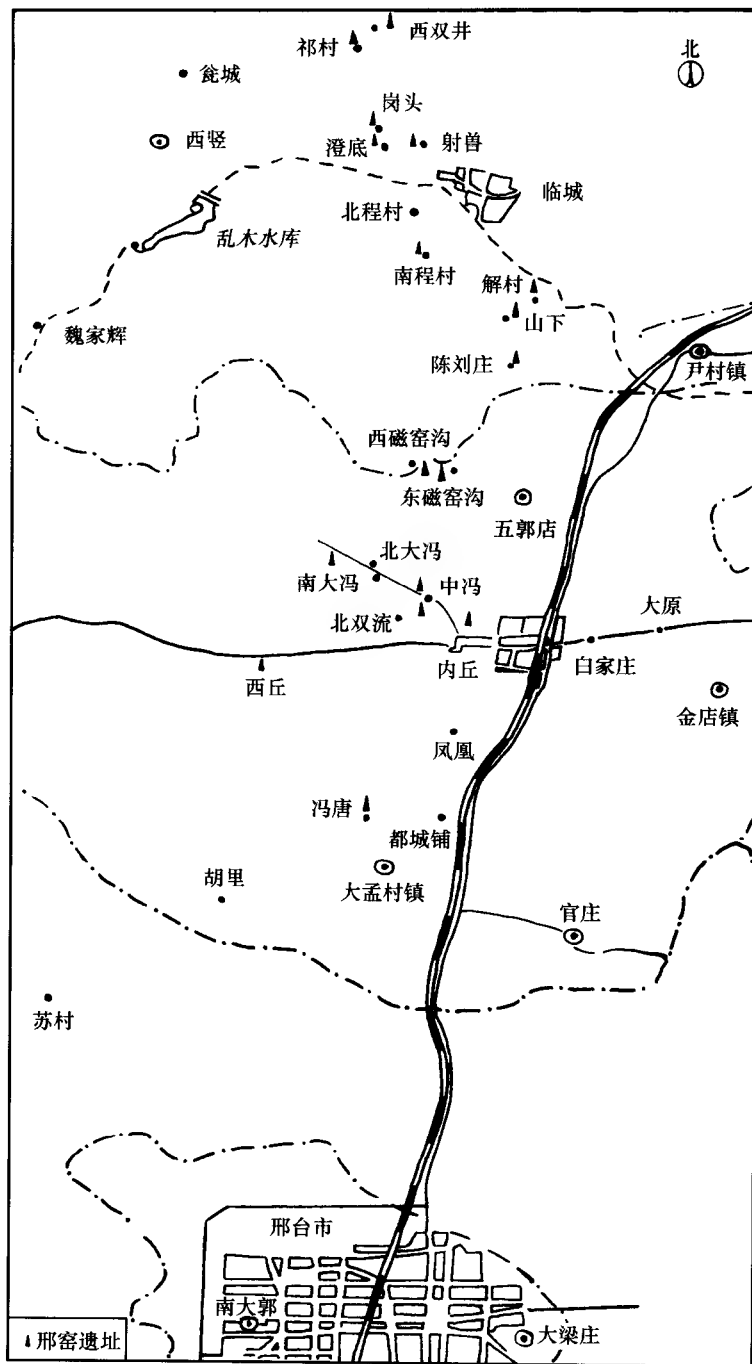 西双井
祁村
北
瓮城
岗头
西竖
澄底
射兽
临城
北程村
乱木水库
南程村
解村
山下
魏家辉
陈刘庄
尹村镇
西磁窑沟
东磁窑沟
五郭店
北大冯
南大冯
中冯
大原
北双流
内丘
白家庄
西丘
金店镇
凤凰
冯唐
都城铺
胡里
大孟村镇
官庄
苏村
邢台市
南大郭
邢窑遗址
大梁庄